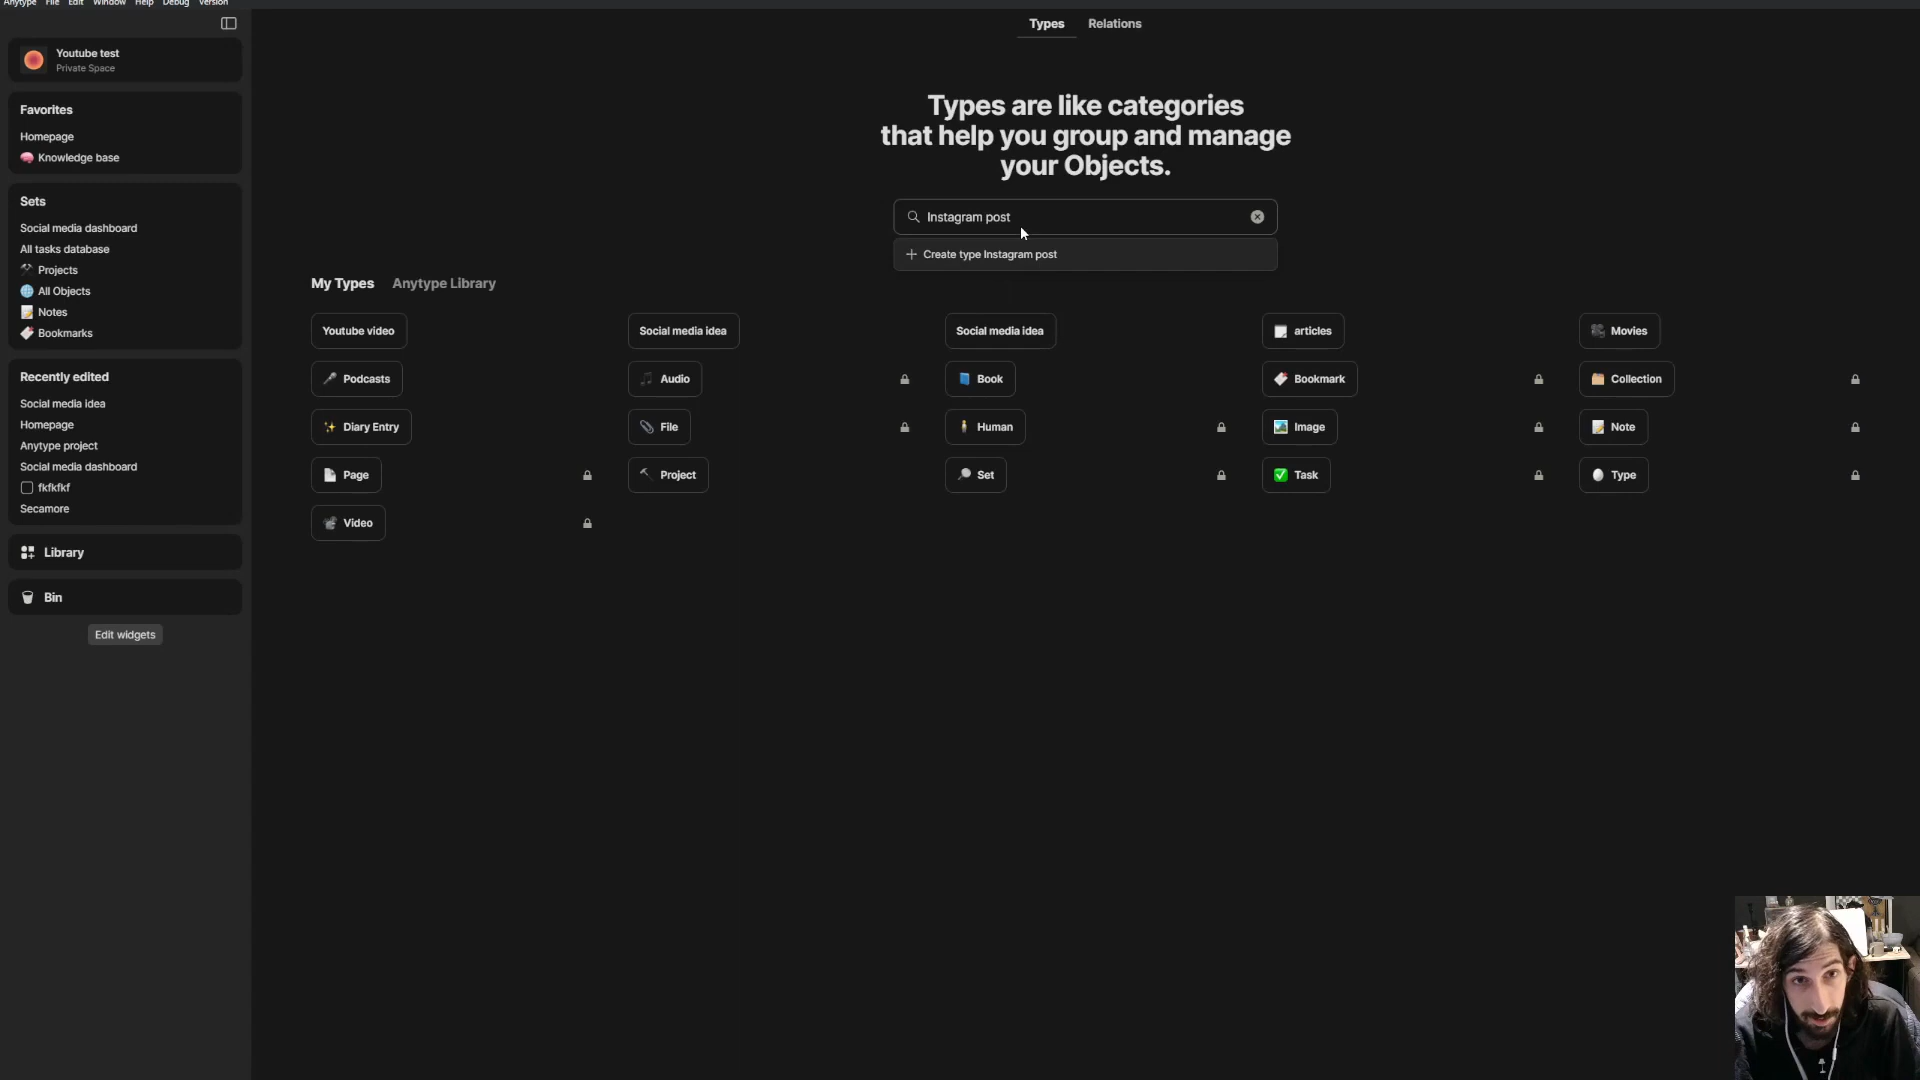 Anytype File Edit Window Help Debug Version
Youtube test
Private Space
Favorites
Homepage
Knowledge base
Sets
Social media dashboard
All tasks database
Projects
All Objects
Notes
Bookmarks
Recently edited
Social media idea
Homepage
Anytype project
Social media dashboard
fkfkfkf
Secamore
Library
Bin
Edit widgets
Types Relations
Types are like categories
that help you group and manage
your Objects.
Instagram post
Create type Instagram post
My Types Anytype Library
Youtube video Social media idea Social media idea articles Movies
Podcasts Audio Book Bookmark Collection
Diary Entry File Human Image Note
Page Project Set Task Type
Video